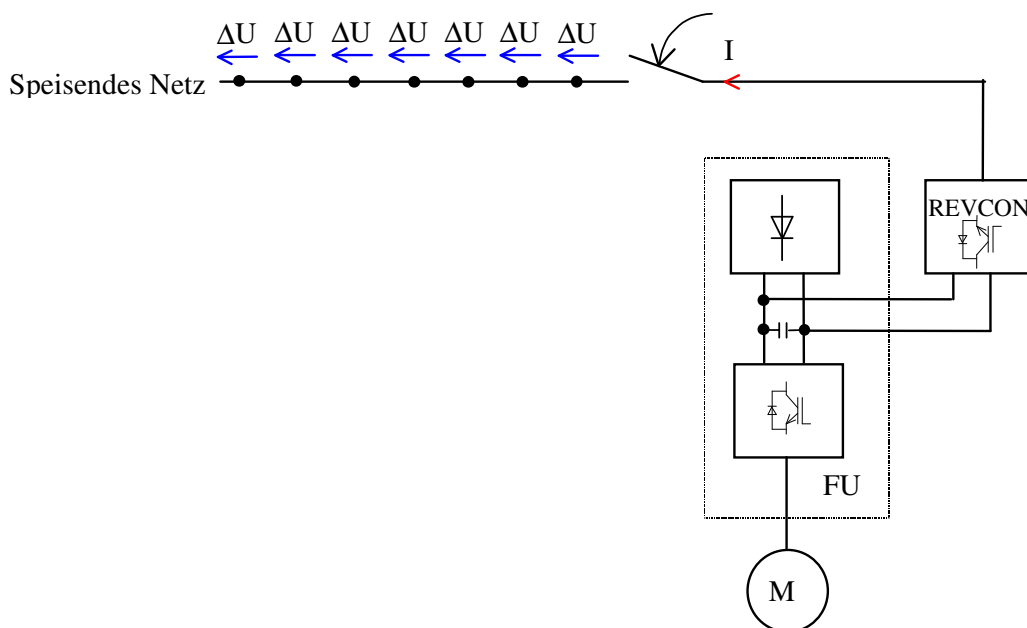 ΔU ΔU ΔU ΔU ΔU ΔU ΔU
I
Speisendes Netz
REVCON
FU
M